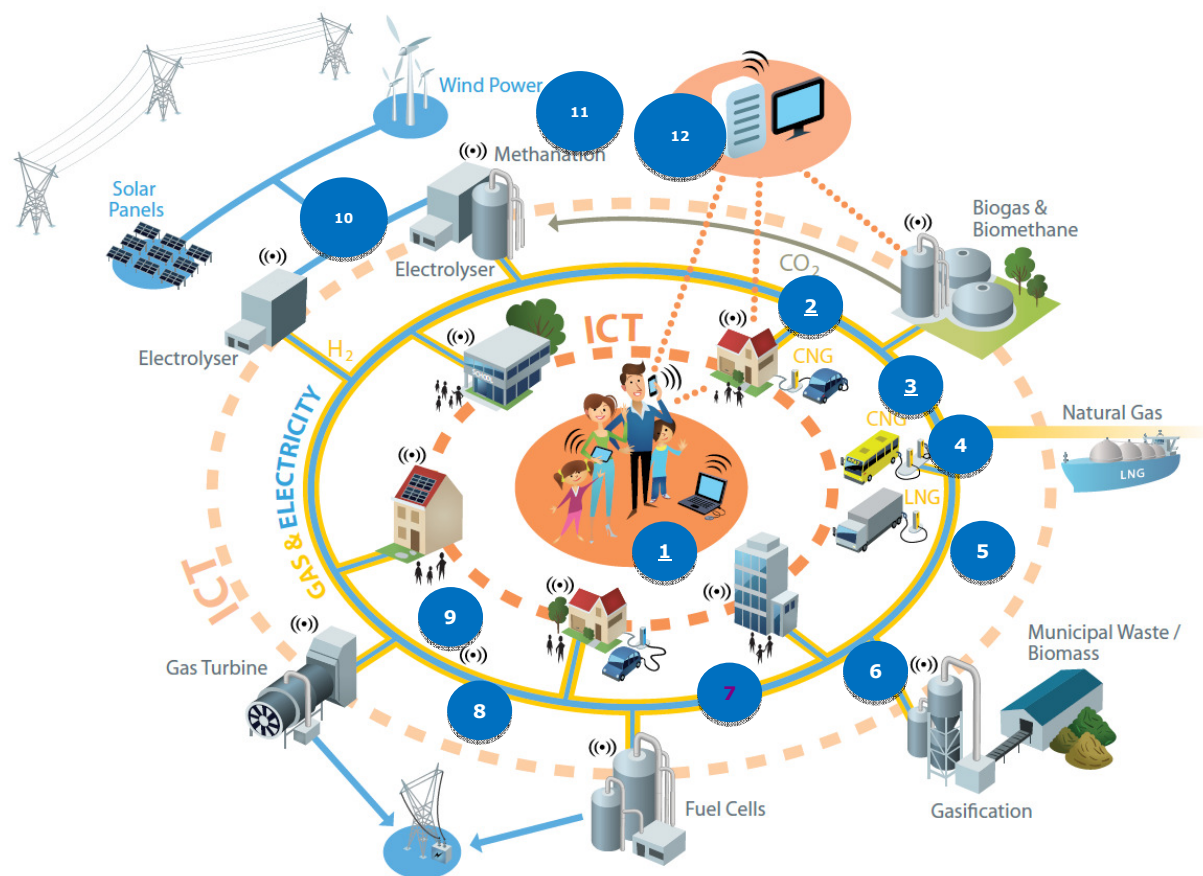 Wind Power
11
12
Methanation
Solar
Panels
10
Biogas &
Biomethane
Electrolyser
CO2
2
ICT
Electrolyser
H2
SCHOOL
CNG
3
Natural Gas
CNG
4
LNG
LNG
GAS & ELECTRICITY
1
5
ICT
9
Municipal Waste /
Biomass
Gas Turbine
6
7
8
Fuel Cells
Gasification